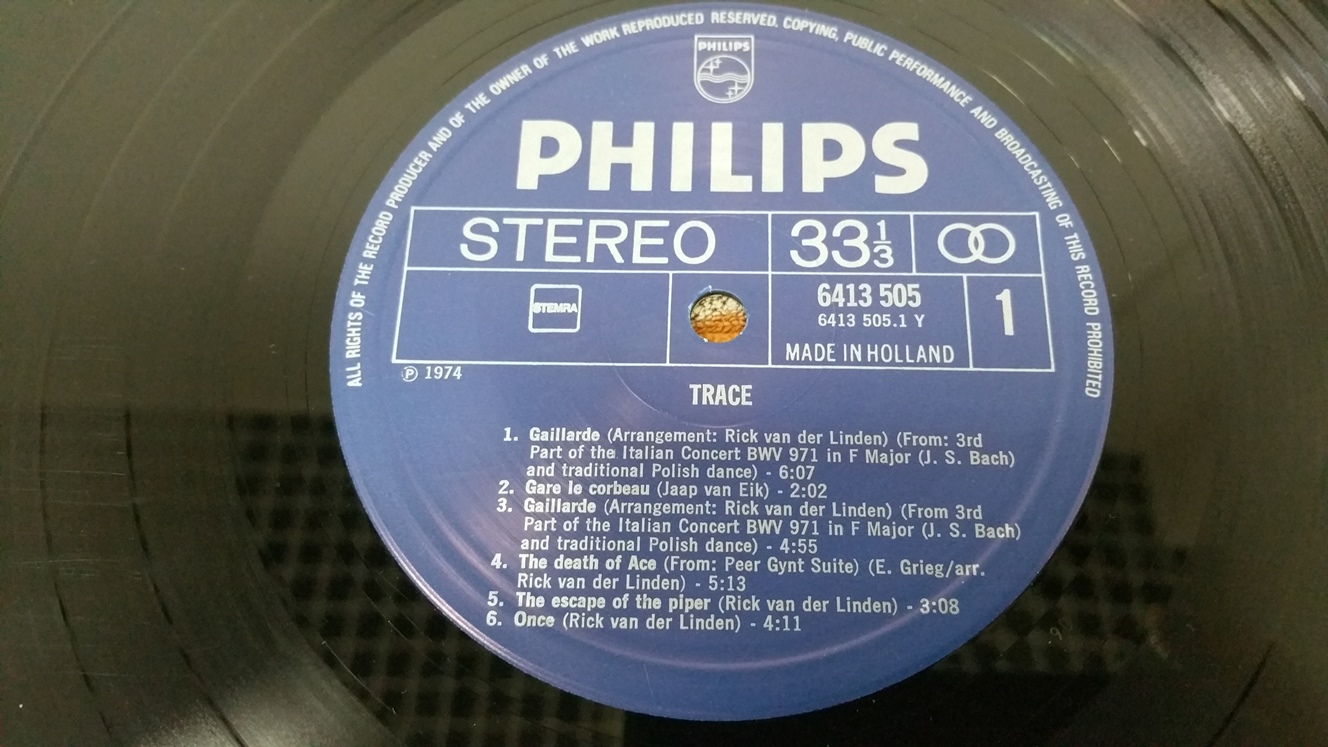 ALL RIGHTS OF THE RECORD PRODUCER AND OF THE OWNER OF THE WORK REPRODUCED RESERVED. COPYING, PUBLIC PERFORMANCE AND BROADCASTING OF THIS RECORD PROHIBITED
PHILIPS
PHILIPS
STEREO 33 1/3
STEMRA 6413 505 1
6413 505.1 Y
MADE IN HOLLAND
Ⓟ 1974
TRACE
1. Gaillarde (Arrangement: Rick van der Linden) (From: 3rd
Part of the Italian Concert BWV 971 in F Major (J. S. Bach)
and traditional Polish dance) - 6:07
2. Gare le corbeau (Jaap van Eik) - 2:02
3. Gaillarde (Arrangement: Rick van der Linden) (From 3rd
Part of the Italian Concert BWV 971 in F Major (J. S. Bach)
and traditional Polish dance) - 4:55
4. The death of Ace (From: Peer Gynt Suite) (E. Grieg/arr.
Rick van der Linden) - 5:13
5. The escape of the piper (Rick van der Linden) - 3:08
6. Once (Rick van der Linden) - 4:11